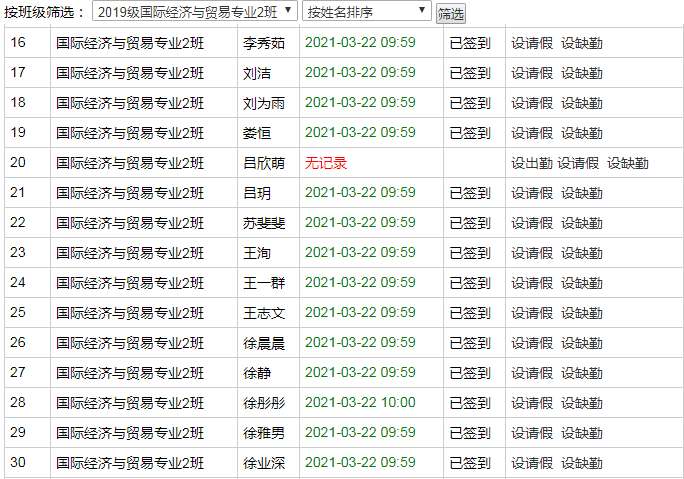 按班级筛选： 2019级国际经济与贸易专业2班 按姓名排序 筛选
16 国际经济与贸易专业2班 李秀茹 2021-03-22 09:59 已签到 设请假 设缺勤
17 国际经济与贸易专业2班 刘洁 2021-03-22 09:59 已签到 设请假 设缺勤
18 国际经济与贸易专业2班 刘为雨 2021-03-22 09:59 已签到 设请假 设缺勤
19 国际经济与贸易专业2班 娄恒 2021-03-22 09:59 已签到 设请假 设缺勤
20 国际经济与贸易专业2班 吕欣萌 无记录 设出勤 设请假 设缺勤
21 国际经济与贸易专业2班 吕玥 2021-03-22 09:59 已签到 设请假 设缺勤
22 国际经济与贸易专业2班 苏斐斐 2021-03-22 09:59 已签到 设请假 设缺勤
23 国际经济与贸易专业2班 王洵 2021-03-22 09:59 已签到 设请假 设缺勤
24 国际经济与贸易专业2班 王一群 2021-03-22 09:59 已签到 设请假 设缺勤
25 国际经济与贸易专业2班 王志文 2021-03-22 09:59 已签到 设请假 设缺勤
26 国际经济与贸易专业2班 徐晨晨 2021-03-22 09:59 已签到 设请假 设缺勤
27 国际经济与贸易专业2班 徐静 2021-03-22 09:59 已签到 设请假 设缺勤
28 国际经济与贸易专业2班 徐彤彤 2021-03-22 10:00 已签到 设请假 设缺勤
29 国际经济与贸易专业2班 徐雅男 2021-03-22 09:59 已签到 设请假 设缺勤
30 国际经济与贸易专业2班 徐业深 2021-03-22 09:59 已签到 设请假 设缺勤